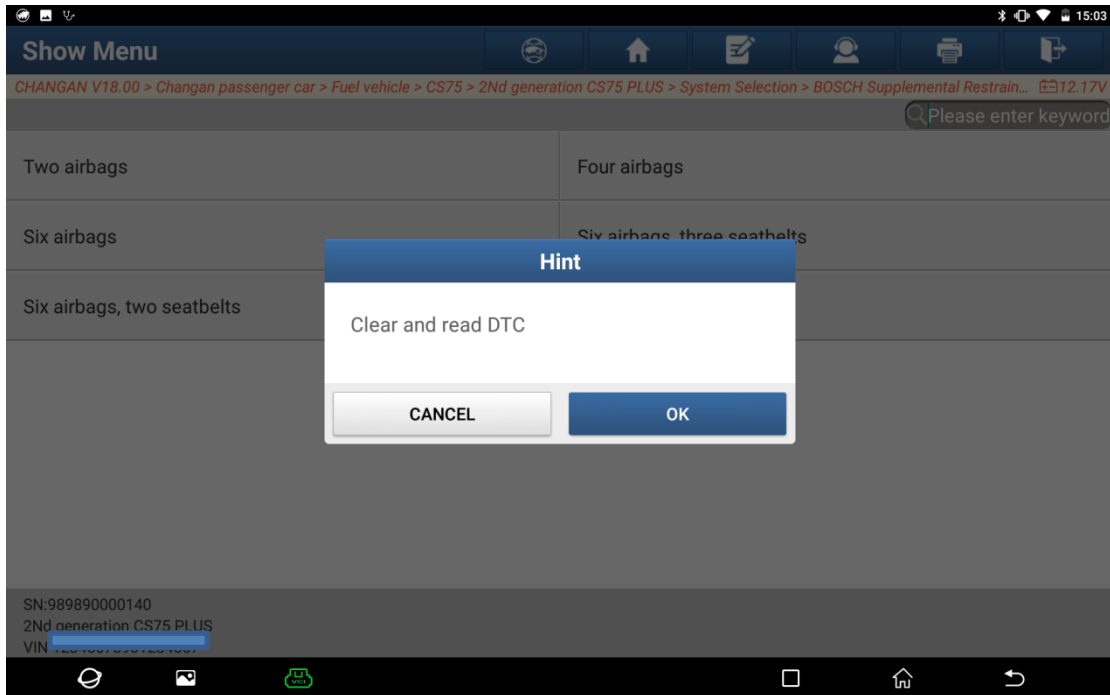 15:03
Show Menu
CHANGAN V18.00 > Changan passenger car > Fuel vehicle > CS75 > 2Nd generation CS75 PLUS > System Selection > BOSCH Supplemental Restrain... 12.17V
Please enter keyword
Two airbags
Four airbags
Six airbags
Six airbags, three seatbelts
Six airbags, two seatbelts
Hint
Clear and read DTC
CANCEL
OK
SN:989890000140
2Nd generation CS75 PLUS
VIN
VCI